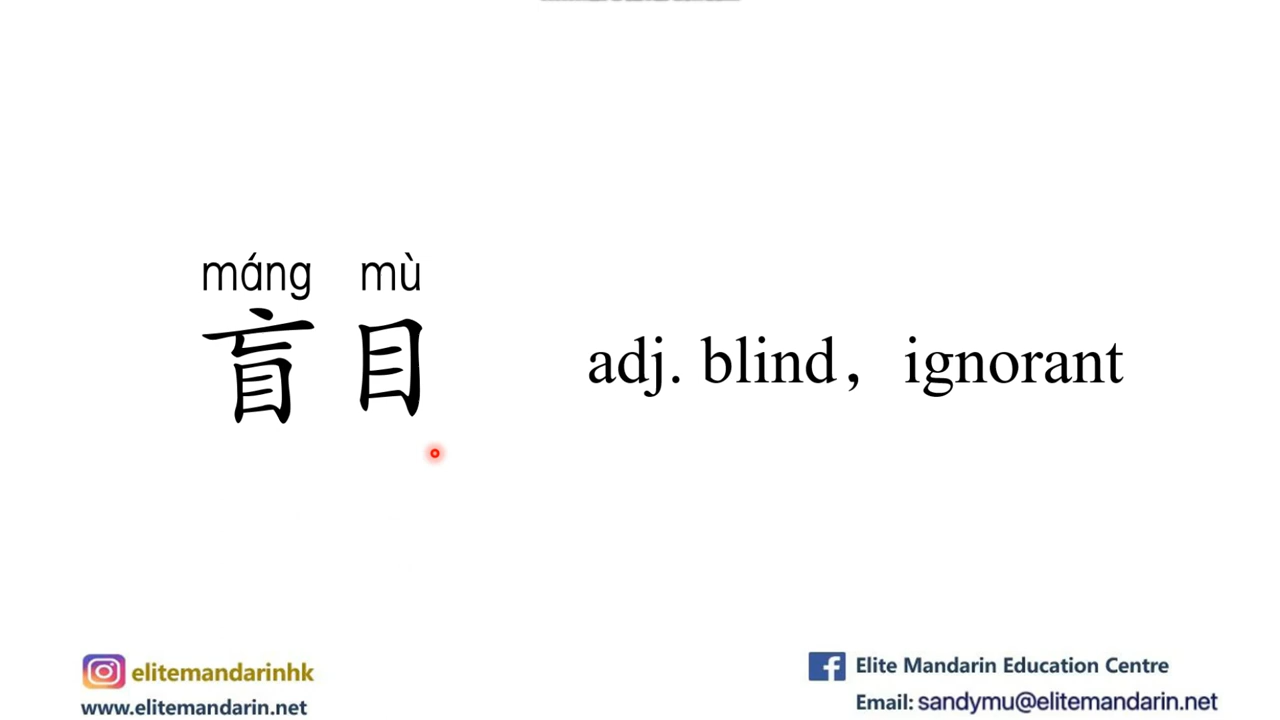 máng mù
盲目
adj. blind，ignorant
elitemandarinhk
www.elitemandarin.net
Elite Mandarin Education Centre
Email: sandymu@elitemandarin.net